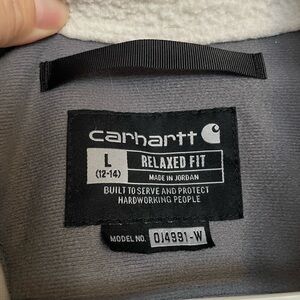 carhartt
L
(12-14)
RELAXED FIT
MADE IN JORDAN
BUILT TO SERVE AND PROTECT
HARDWORKING PEOPLE
MODEL NO. OJ4991-W